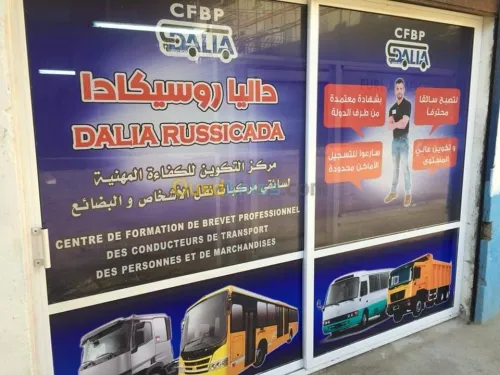 CFBP
DALIA
داليا روسيكادا
DALIA RUSSICADA
مركز التكوين للكفاءة المهنية
لسائقي مركبات نقل الأشخاص و البضائع
CENTRE DE FORMATION DE BREVET PROFESSIONNEL
DES CONDUCTEURS DE TRANSPORT
DES PERSONNES ET DE MARCHANDISES
CFBP
DALIA
لتصبح سائقا
محترفا
بشهادة معتمدة
من طرف الدولة
و تكوين عالي
المستوى
سارعوا للتسجيل
الأماكن محدودة